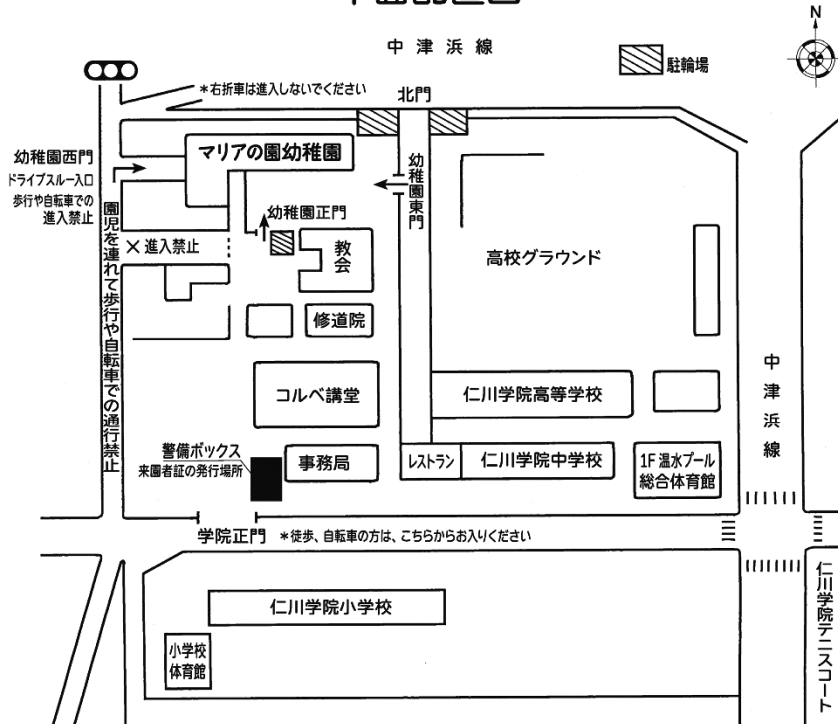 中津浜線
N
駐輪場
*右折車は進入しないでください
北門
幼稚園西門
ドライブスルー入口
歩行や自転車での
進入禁止
マリアの園幼稚園
幼稚園東門
幼稚園正門
×進入禁止
教会
高校グラウンド
園児を連れて歩行や自転車での通行禁止
修道院
コルベ講堂
仁川学院高等学校
中津浜線
警備ボックス
来園者証の発行場所
事務局
レストラン
仁川学院中学校
1F 温水プール
総合体育館
学院正門
*徒歩、自転車の方は、こちらからお入りください
仁川学院小学校
小学校
体育館
仁川学院テニスコート